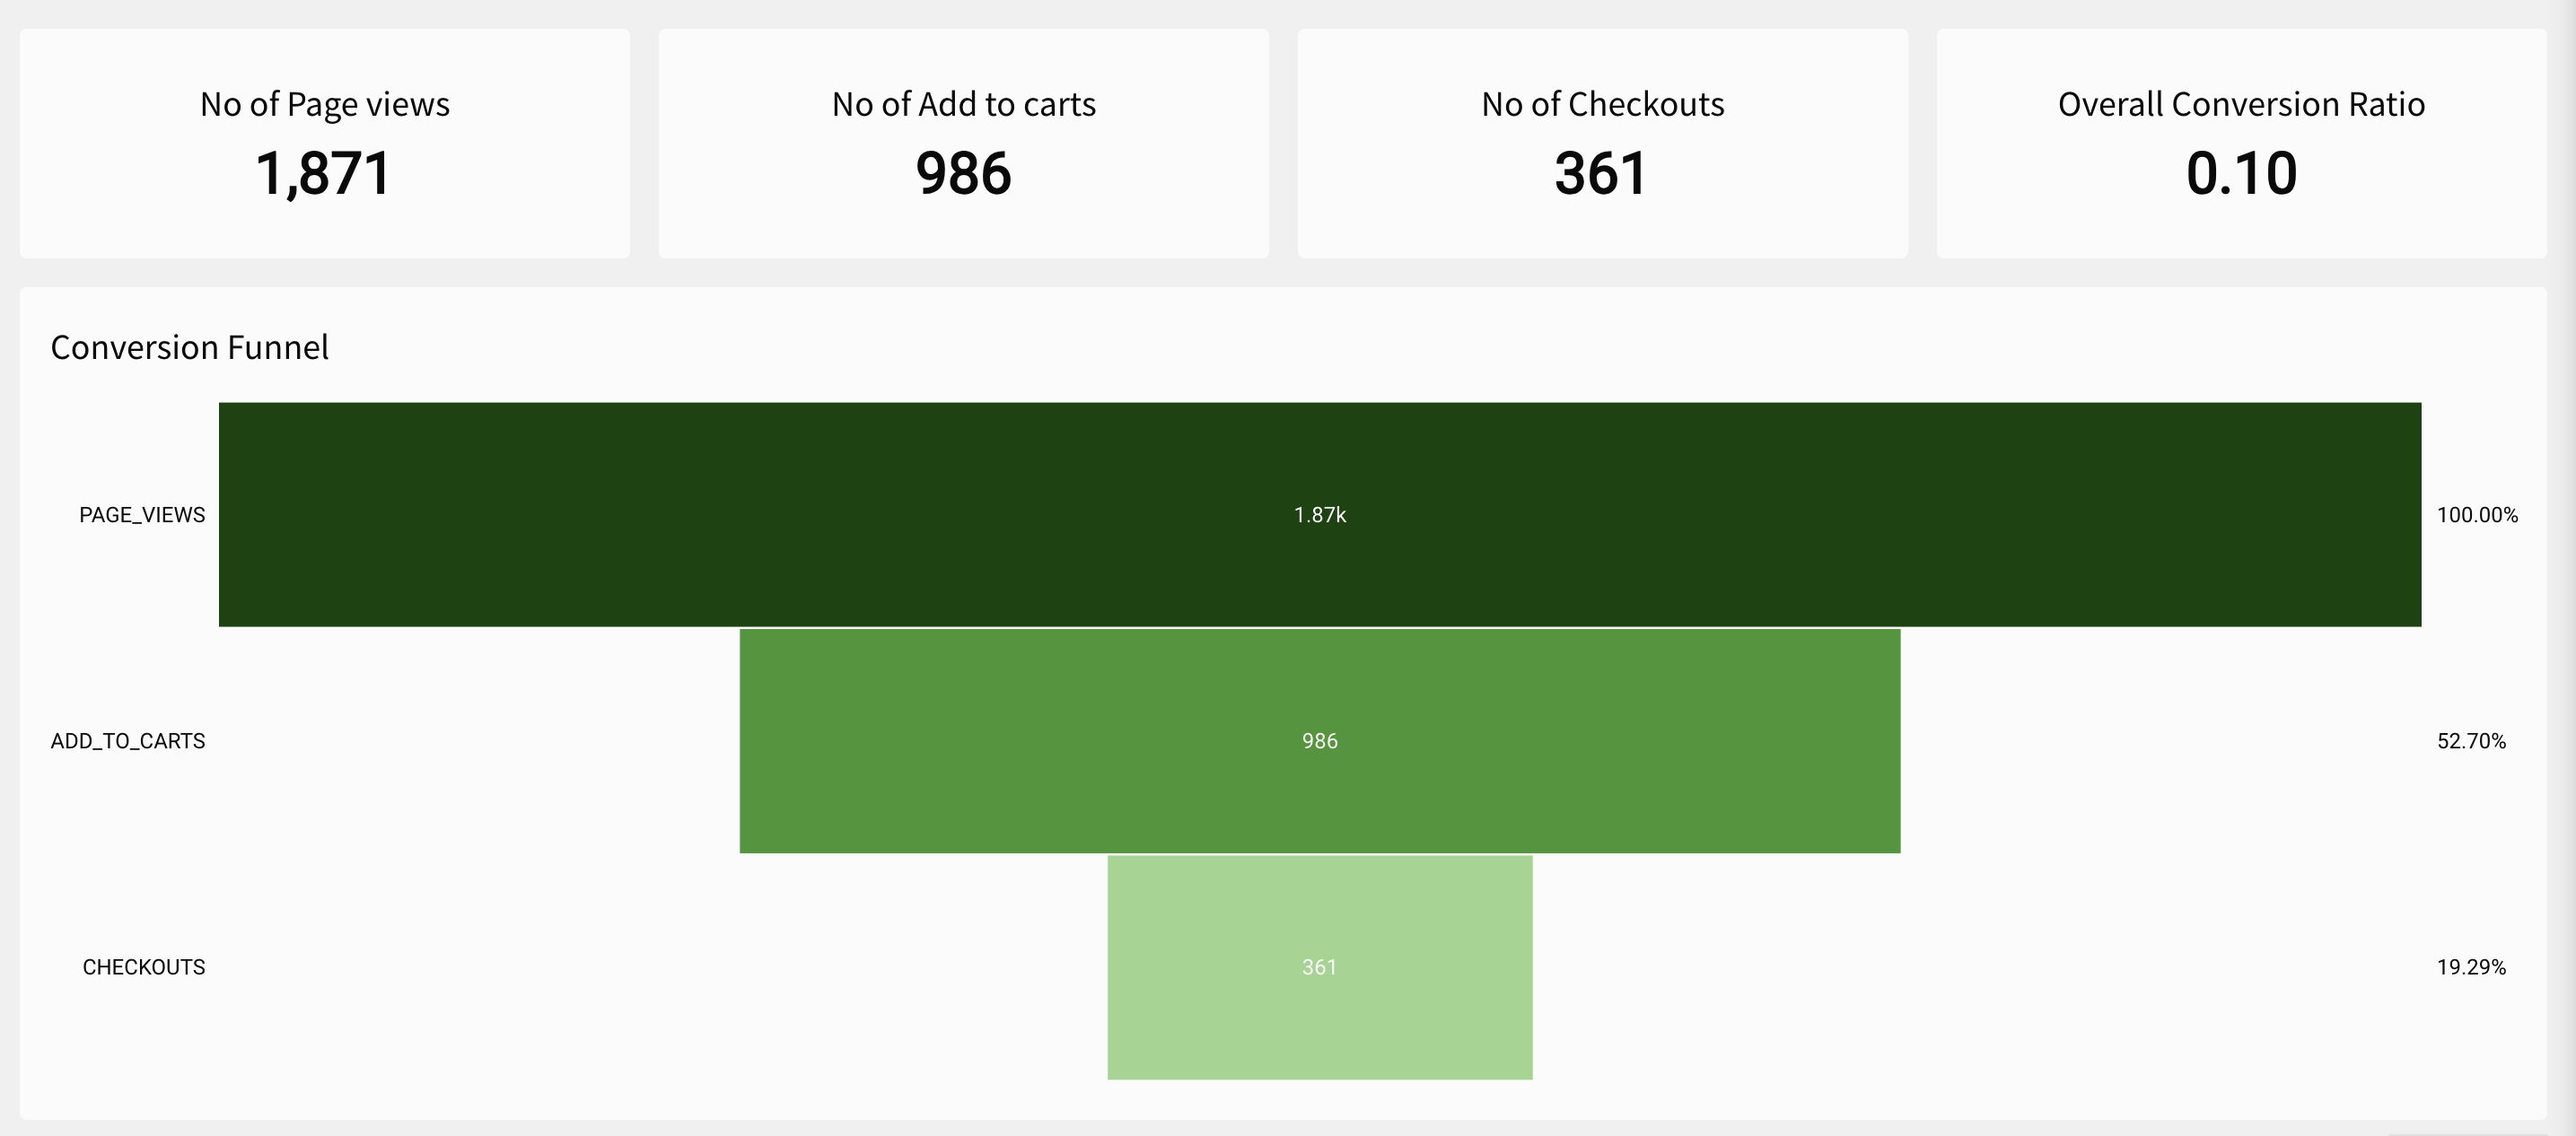 No of Page views
1,871
No of Add to carts
986
No of Checkouts
361
Overall Conversion Ratio
0.10
Conversion Funnel
PAGE_VIEWS 1.87k 100.00%
ADD_TO_CARTS 986 52.70%
CHECKOUTS 361 19.29%